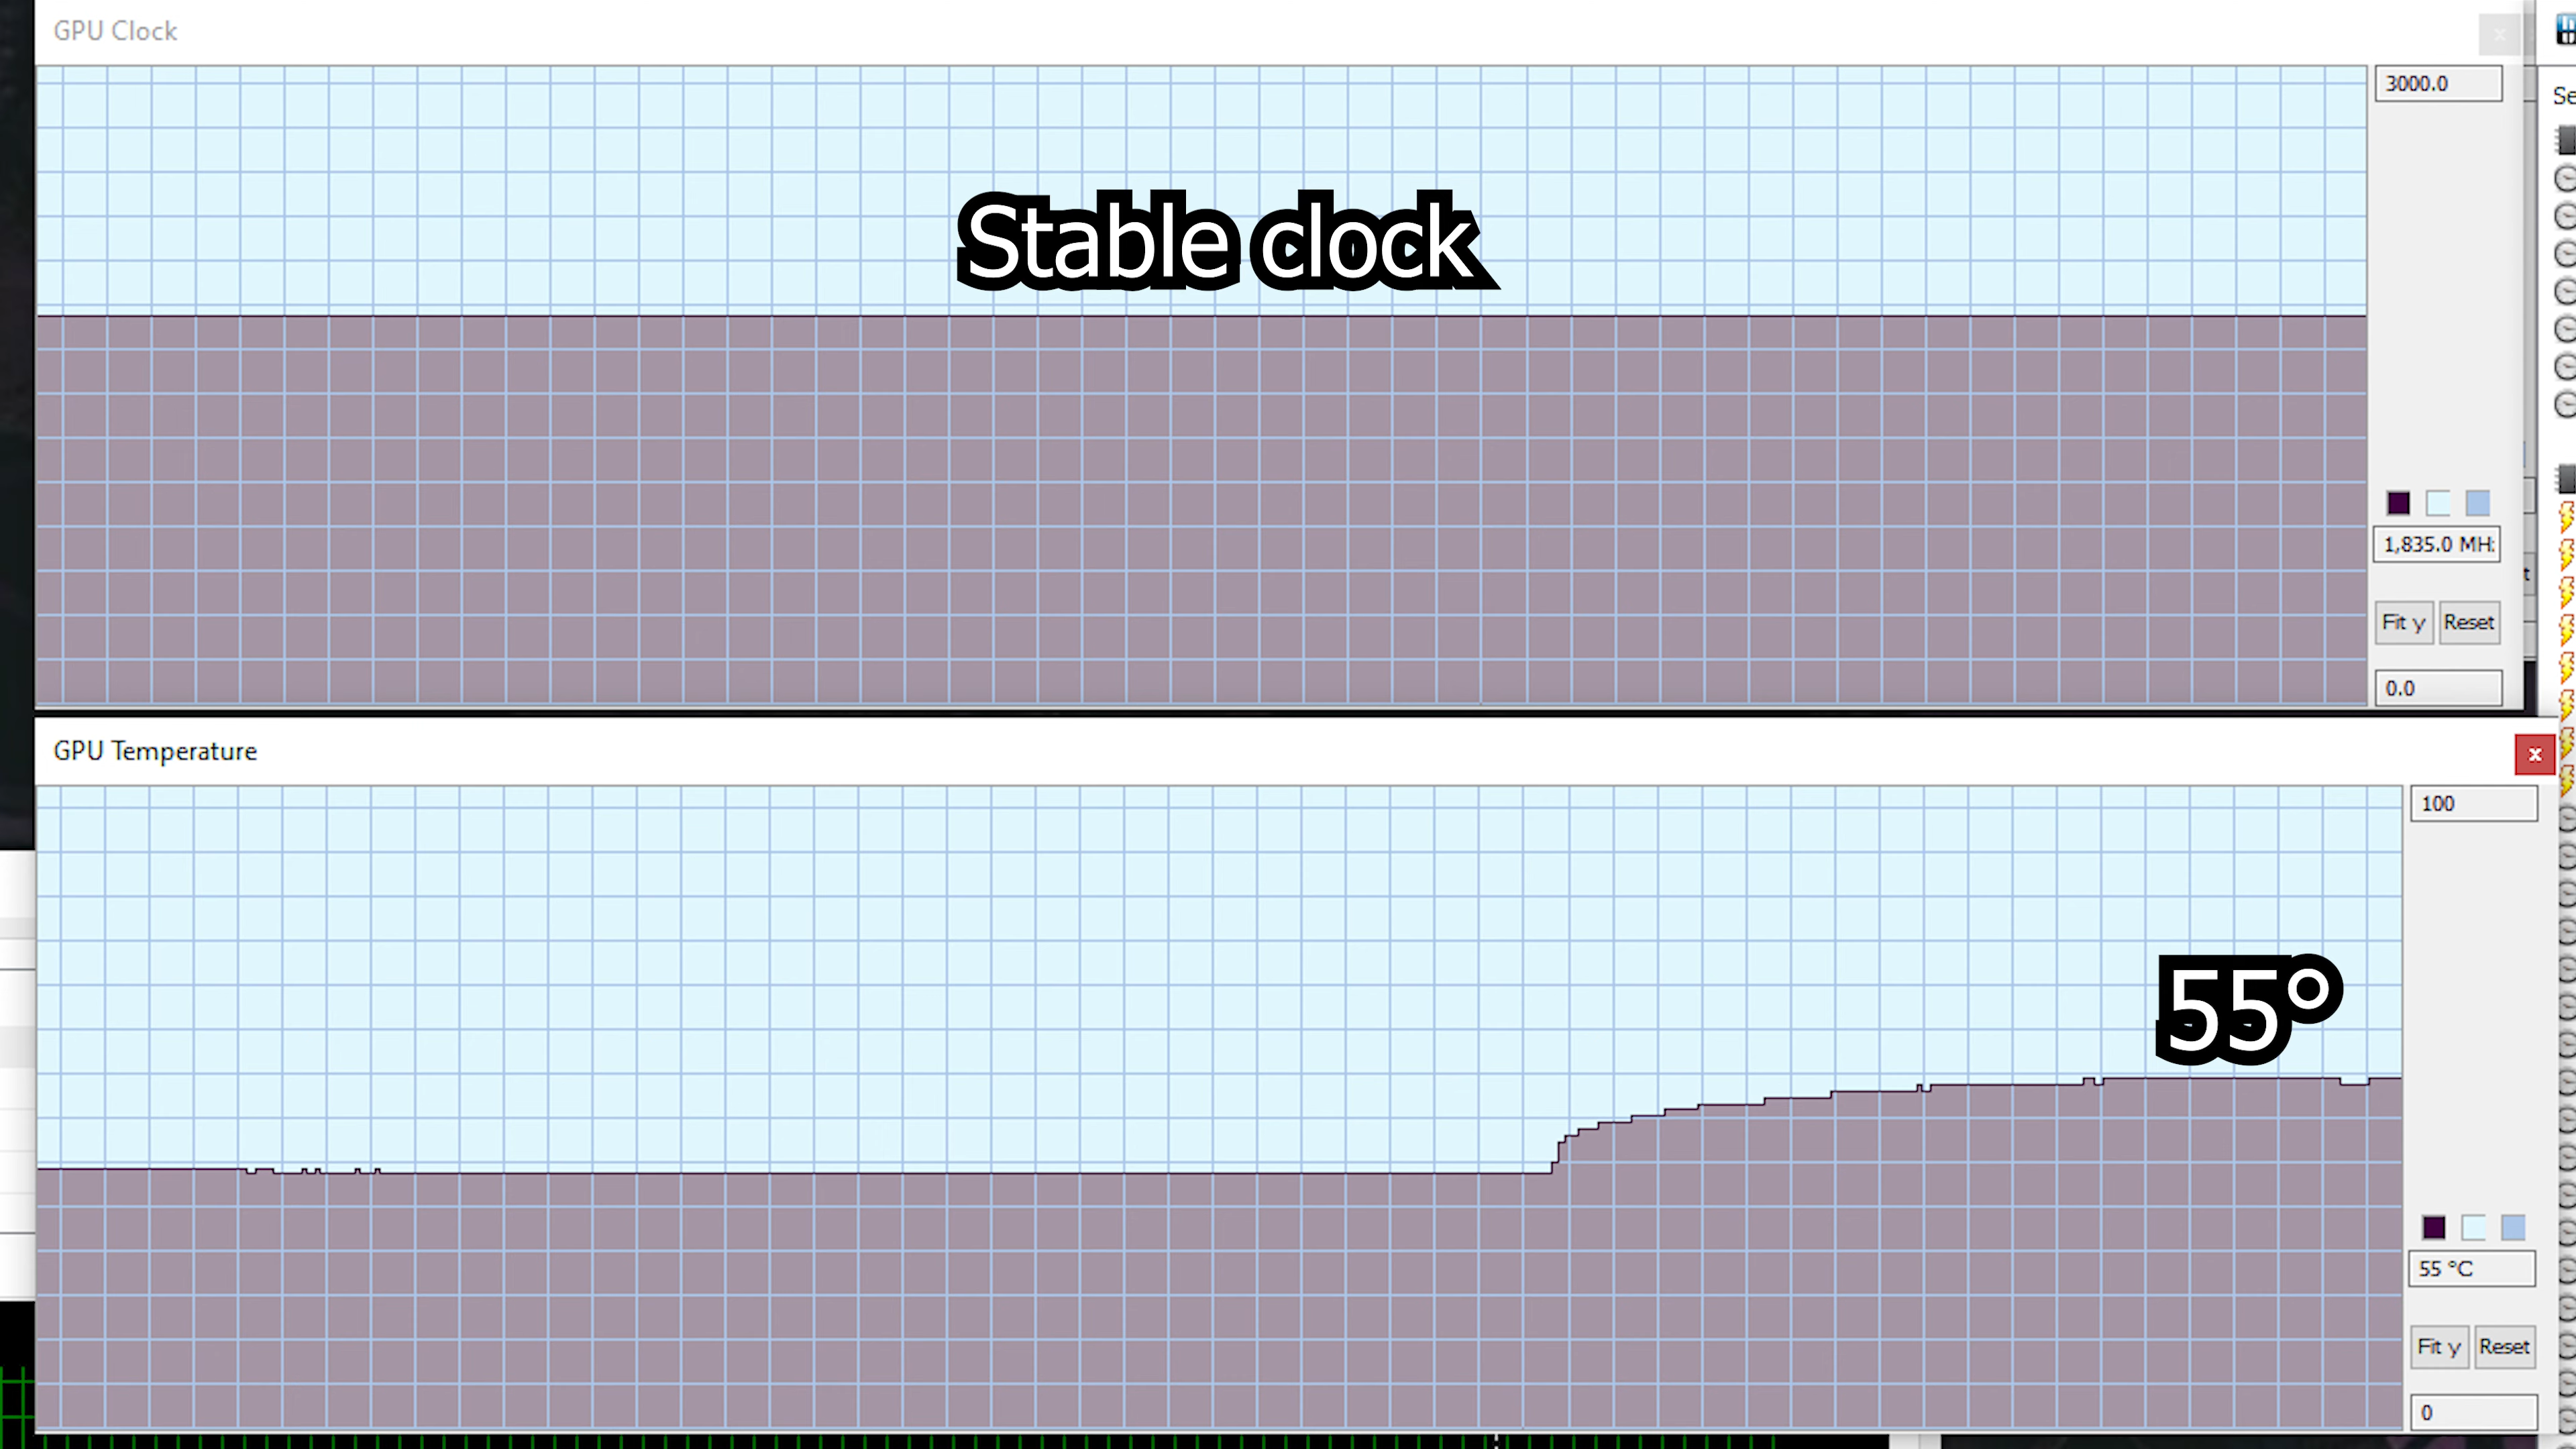 GPU Clock
x
3000.0
Se
Stable clock
1,835.0 MH:
t
Fit y
Reset
0.0
GPU Temperature
x
100
55°
55 °C
Fit y
Reset
0